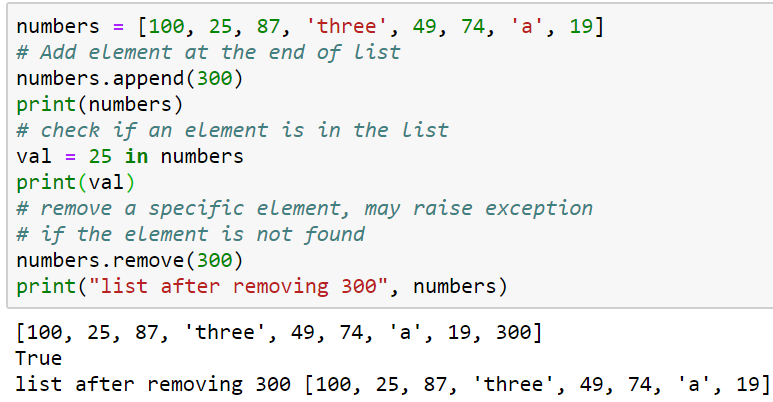 numbers = [100, 25, 87, 'three', 49, 74, 'a', 19]
# Add element at the end of list
numbers.append(300)
print(numbers)
# check if an element is in the list
val = 25 in numbers
print(val)
# remove a specific element, may raise exception
# if the element is not found
numbers.remove(300)
print("list after removing 300", numbers)
[100, 25, 87, 'three', 49, 74, 'a', 19, 300]
True
list after removing 300 [100, 25, 87, 'three', 49, 74, 'a', 19]